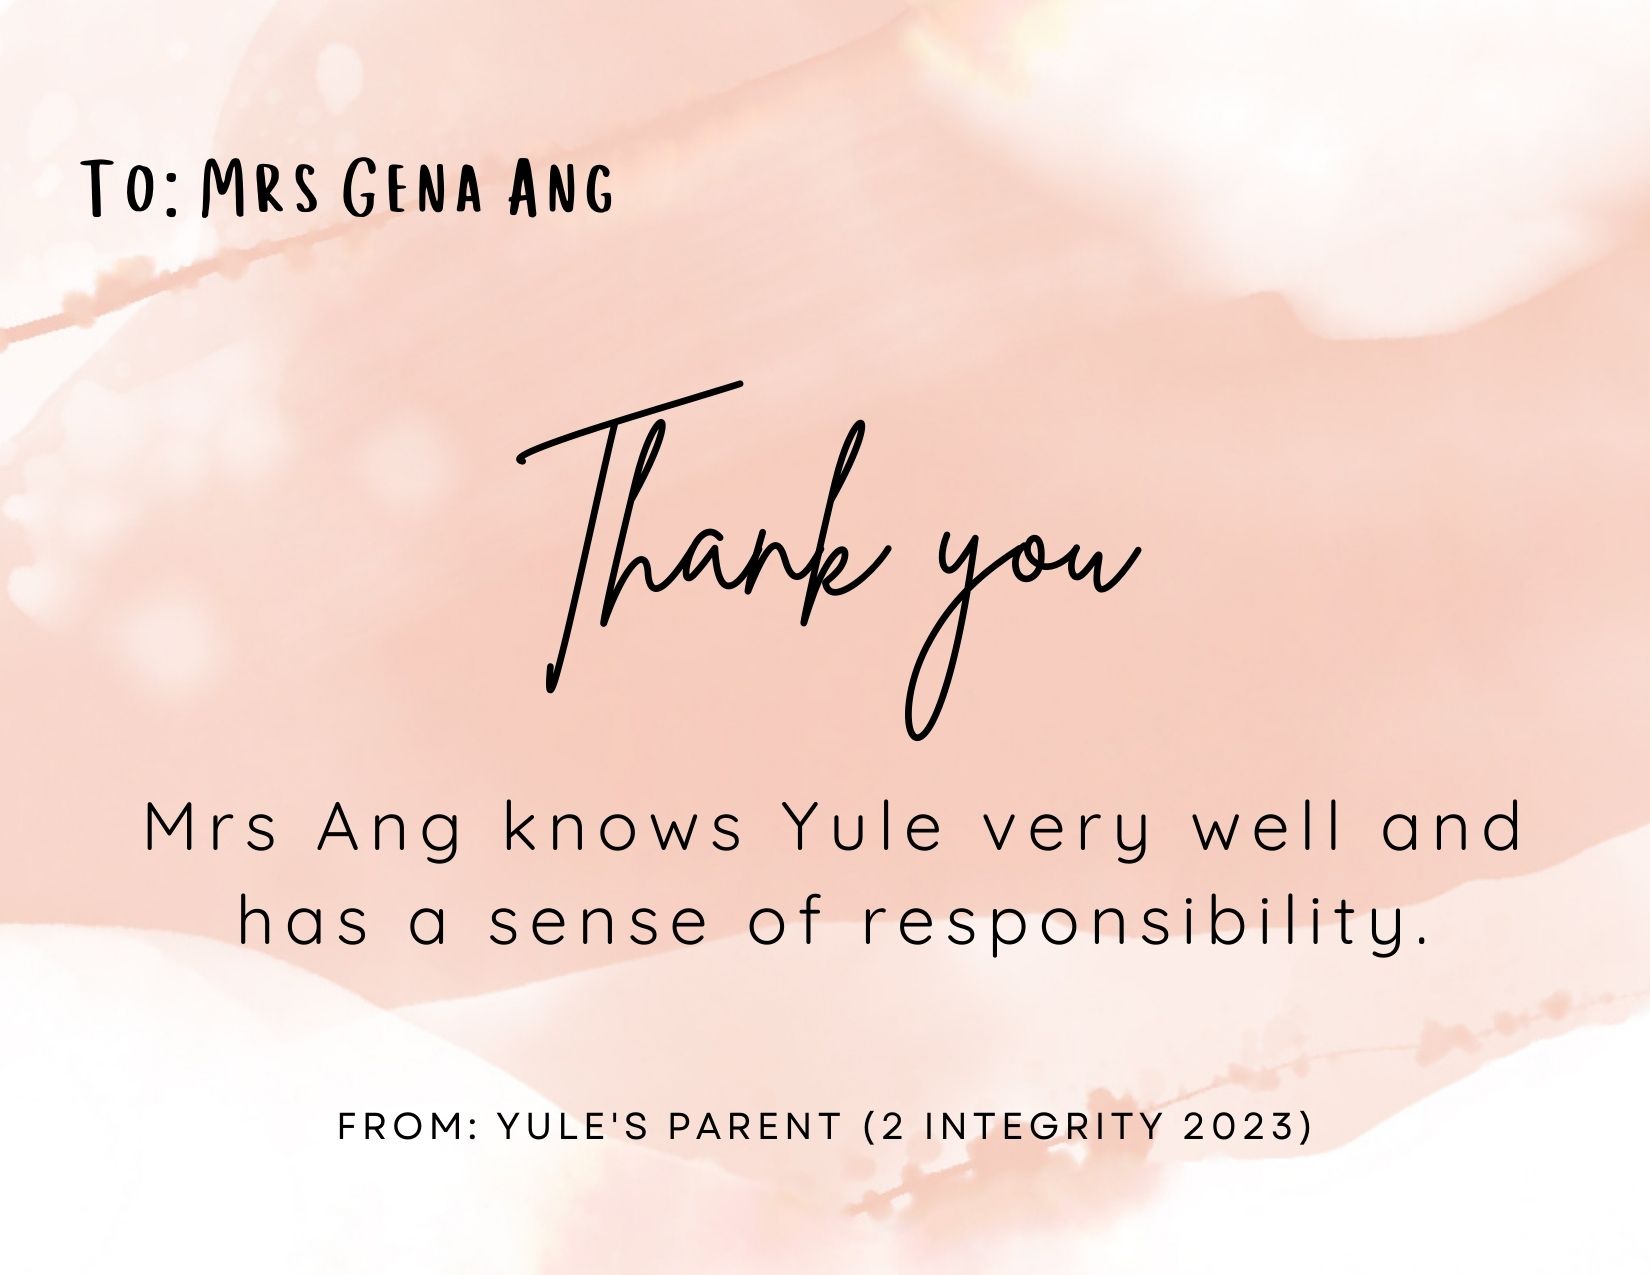 To: Mrs Gena Ang
Thank you
Mrs Ang knows Yule very well and
has a sense of responsibility.
FROM: YULE'S PARENT (2 INTEGRITY 2023)